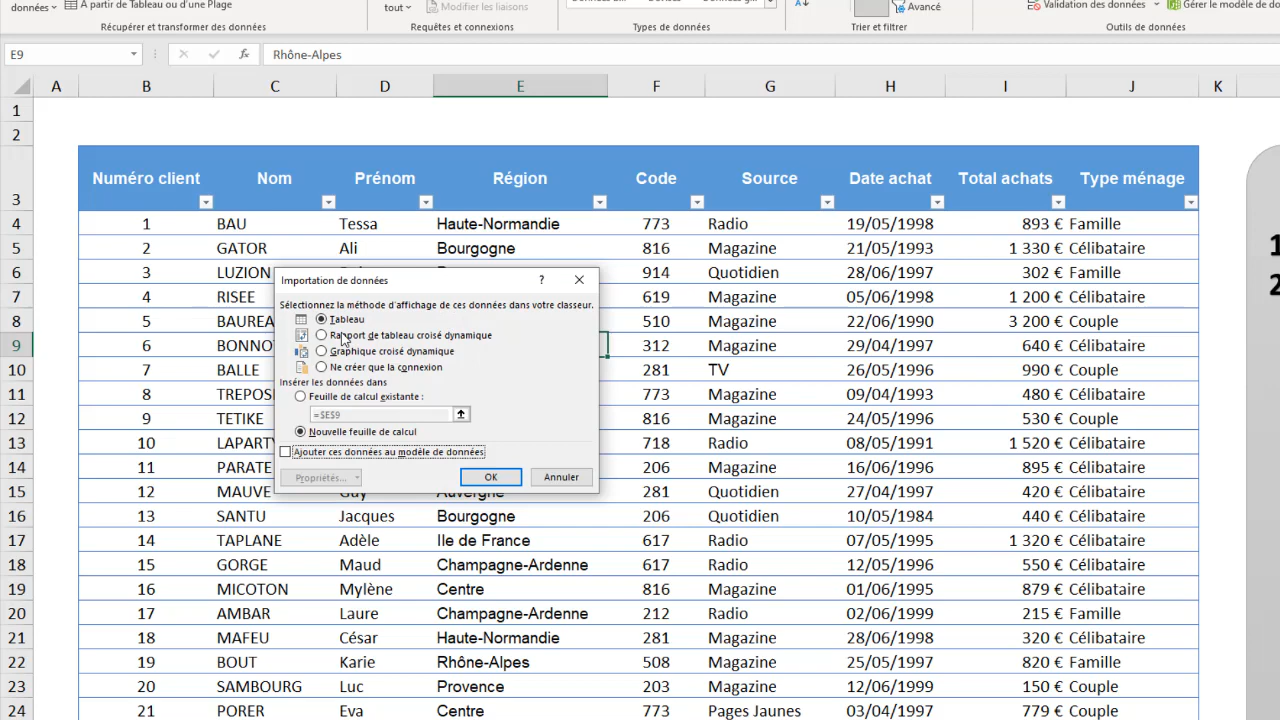 données
À partir de Tableau ou d'une Plage
tout
Modifier les liaisons
Avancé
Validation des données
Gérer le modèle de do
Récupérer et transformer des données
Requêtes et connexions
Types de données
Trier et filtrer
Outils de données
E9
fx
Rhône-Alpes
A B C D E F G H I J K
1
2
3 Numéro client Nom Prénom Région Code Source Date achat Total achats Type ménage
4 1 BAU Tessa Haute-Normandie 773 Radio 19/05/1998 893 € Famille
5 2 GATOR Ali Bourgogne 816 Magazine 21/05/1993 1 330 € Célibataire
6 3 LUZION 914 Quotidien 28/06/1997 302 € Famille
7 4 RISEE 619 Magazine 05/06/1998 1 200 € Célibataire
8 5 BAUREA 510 Magazine 22/06/1990 3 200 € Couple
9 6 BONNO 312 Magazine 29/04/1997 640 € Célibataire
10 7 BALLE 281 TV 26/05/1996 990 € Couple
11 8 TREPOS 773 Magazine 09/04/1993 480 € Célibataire
12 9 TETIKE 816 Magazine 26/04/1996 530 € Couple
13 10 LAPARTY 718 Radio 08/05/1991 1 520 € Célibataire
14 11 PARATE 206 Magazine 16/06/1996 895 € Célibataire
15 12 MAUVE Guy Auvergne 281 Quotidien 27/04/1997 420 € Célibataire
16 13 SANTU Jacques Bourgogne 206 Quotidien 10/05/1984 440 € Célibataire
17 14 TAPLANE Adèle Ile de France 617 Radio 07/05/1995 1 320 € Célibataire
18 15 GORGE Maud Champagne-Ardenne 617 Radio 12/05/1996 550 € Célibataire
19 16 MICOTON Mylène Centre 816 Magazine 01/06/1995 879 € Célibataire
20 17 AMBAR Laure Champagne-Ardenne 212 Radio 02/06/1999 215 € Famille
21 18 MAFEU César Haute-Normandie 281 Magazine 28/06/1998 320 € Célibataire
22 19 BOUT Karie Rhône-Alpes 508 Magazine 25/05/1997 820 € Famille
23 20 SAMBOURG Luc Provence 203 Magazine 12/06/1999 150 € Couple
24 21 PORER Eva Centre 773 Pages Jaunes 03/04/1997 779 € Couple
Importation de données ?
Sélectionnez la méthode d'affichage de ces données dans votre classeur.
Tableau
Rapport de tableau croisé dynamique
Graphique croisé dynamique
Ne créer que la connexion
Insérer les données dans
Feuille de calcul existante :
=$E$9
Nouvelle feuille de calcul
Ajouter ces données au modèle de données
Propriétés... OK Annuler
1
2